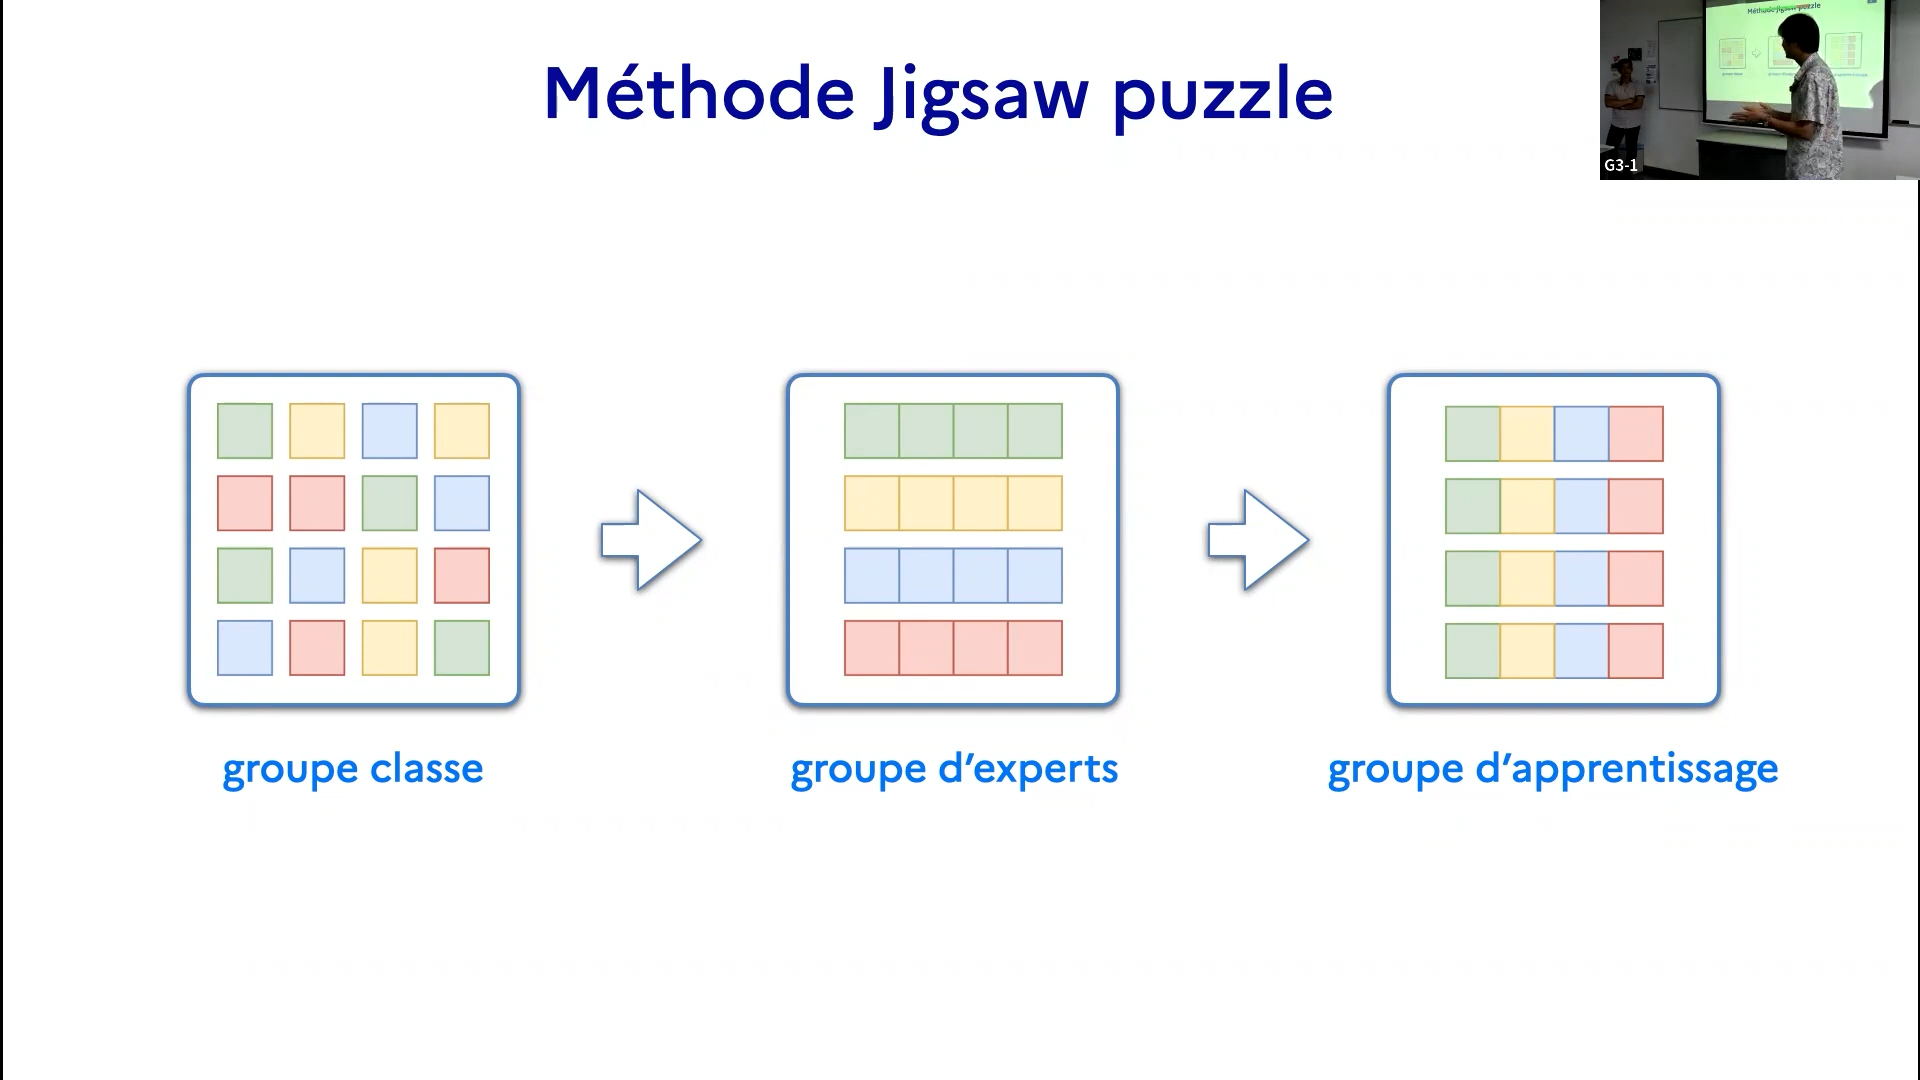 Méthode Jigsaw puzzle
G3-1
groupe classe
groupe d'experts
groupe d'apprentissage